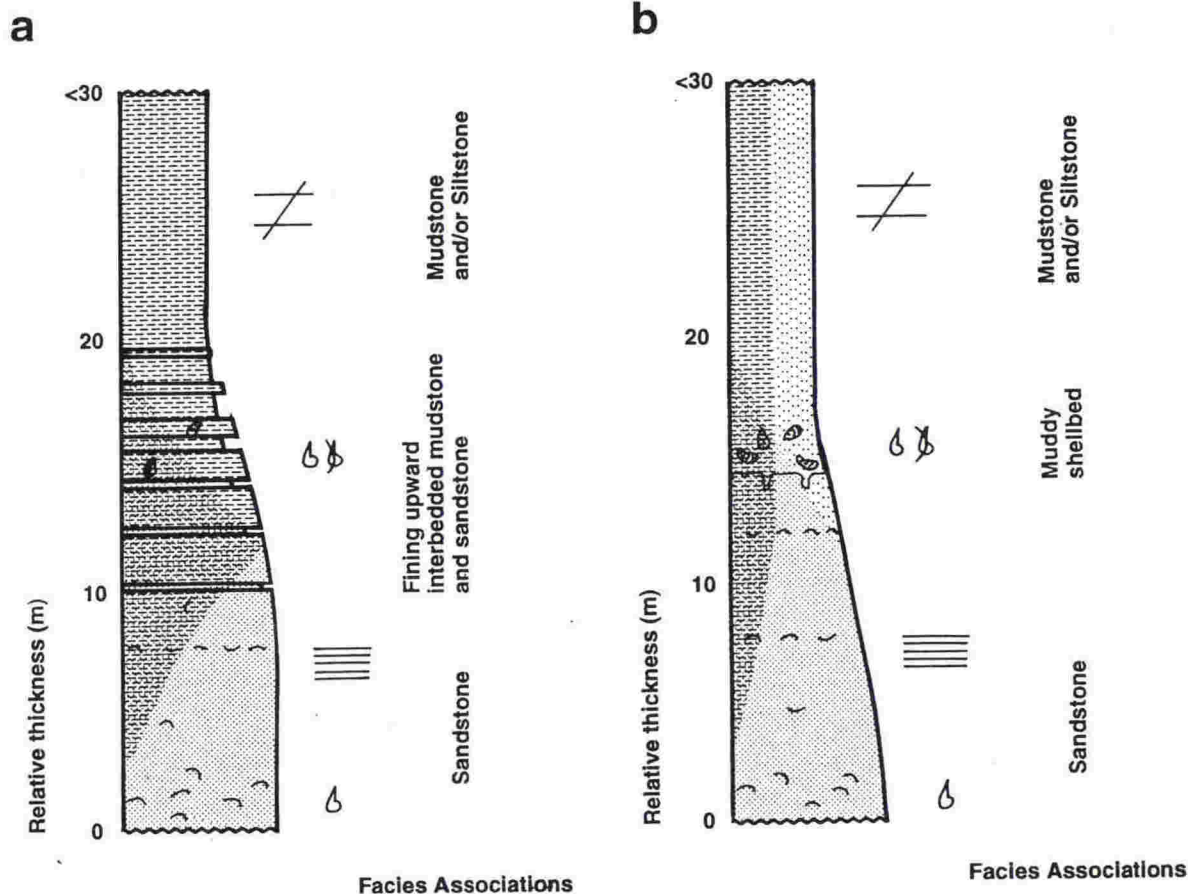 a
<30
20
10
0
Relative thickness (m)
Mudstone
and/or Siltstone
Fining upward
interbedded mudstone
and sandstone
Sandstone
Facies Associations
b
<30
20
10
0
Relative thickness (m)
Mudstone
and/or Siltstone
Muddy
shellbed
Sandstone
Facies Associations